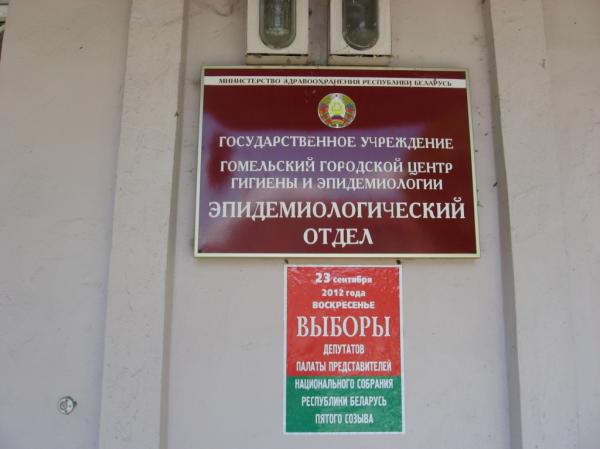 МИНИСТЕРСТВО ЗДРАВООХРАНЕНИЯ РЕСПУБЛИКИ БЕЛАРУСЬ
ГОСУДАРСТВЕННОЕ УЧРЕЖДЕНИЕ
ГОМЕЛЬСКИЙ ГОРОДСКОЙ ЦЕНТР
ГИГИЕНЫ И ЭПИДЕМИОЛОГИИ
ЭПИДЕМИОЛОГИЧЕСКИЙ
ОТДЕЛ
23 сентября
2012 года
ВОСКРЕСЕНЬЕ
ВЫБОРЫ
ДЕПУТАТОВ
ПАЛАТЫ ПРЕДСТАВИТЕЛЕЙ
НАЦИОНАЛЬНОГО СОБРАНИЯ
РЕСПУБЛИКИ БЕЛАРУСЬ
ПЯТОГО СОЗЫВА